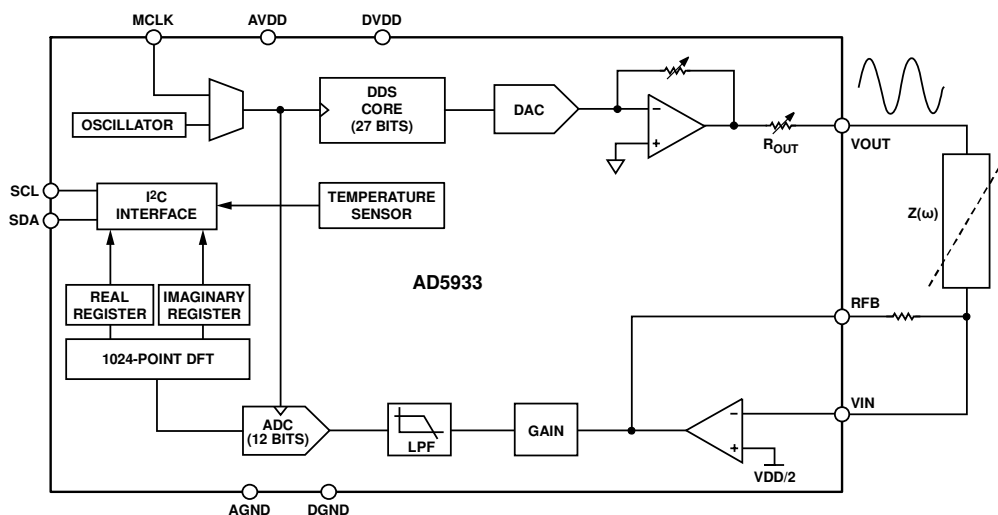 MCLK
AVDD
DVDD
OSCILLATOR
DDS
CORE
(27 BITS)
DAC
−
+
ROUT
VOUT
SCL
SDA
I2C
INTERFACE
TEMPERATURE
SENSOR
Z(ω)
AD5933
REAL
REGISTER
IMAGINARY
REGISTER
RFB
1024-POINT DFT
ADC
(12 BITS)
LPF
GAIN
−
+
VIN
VDD/2
AGND
DGND